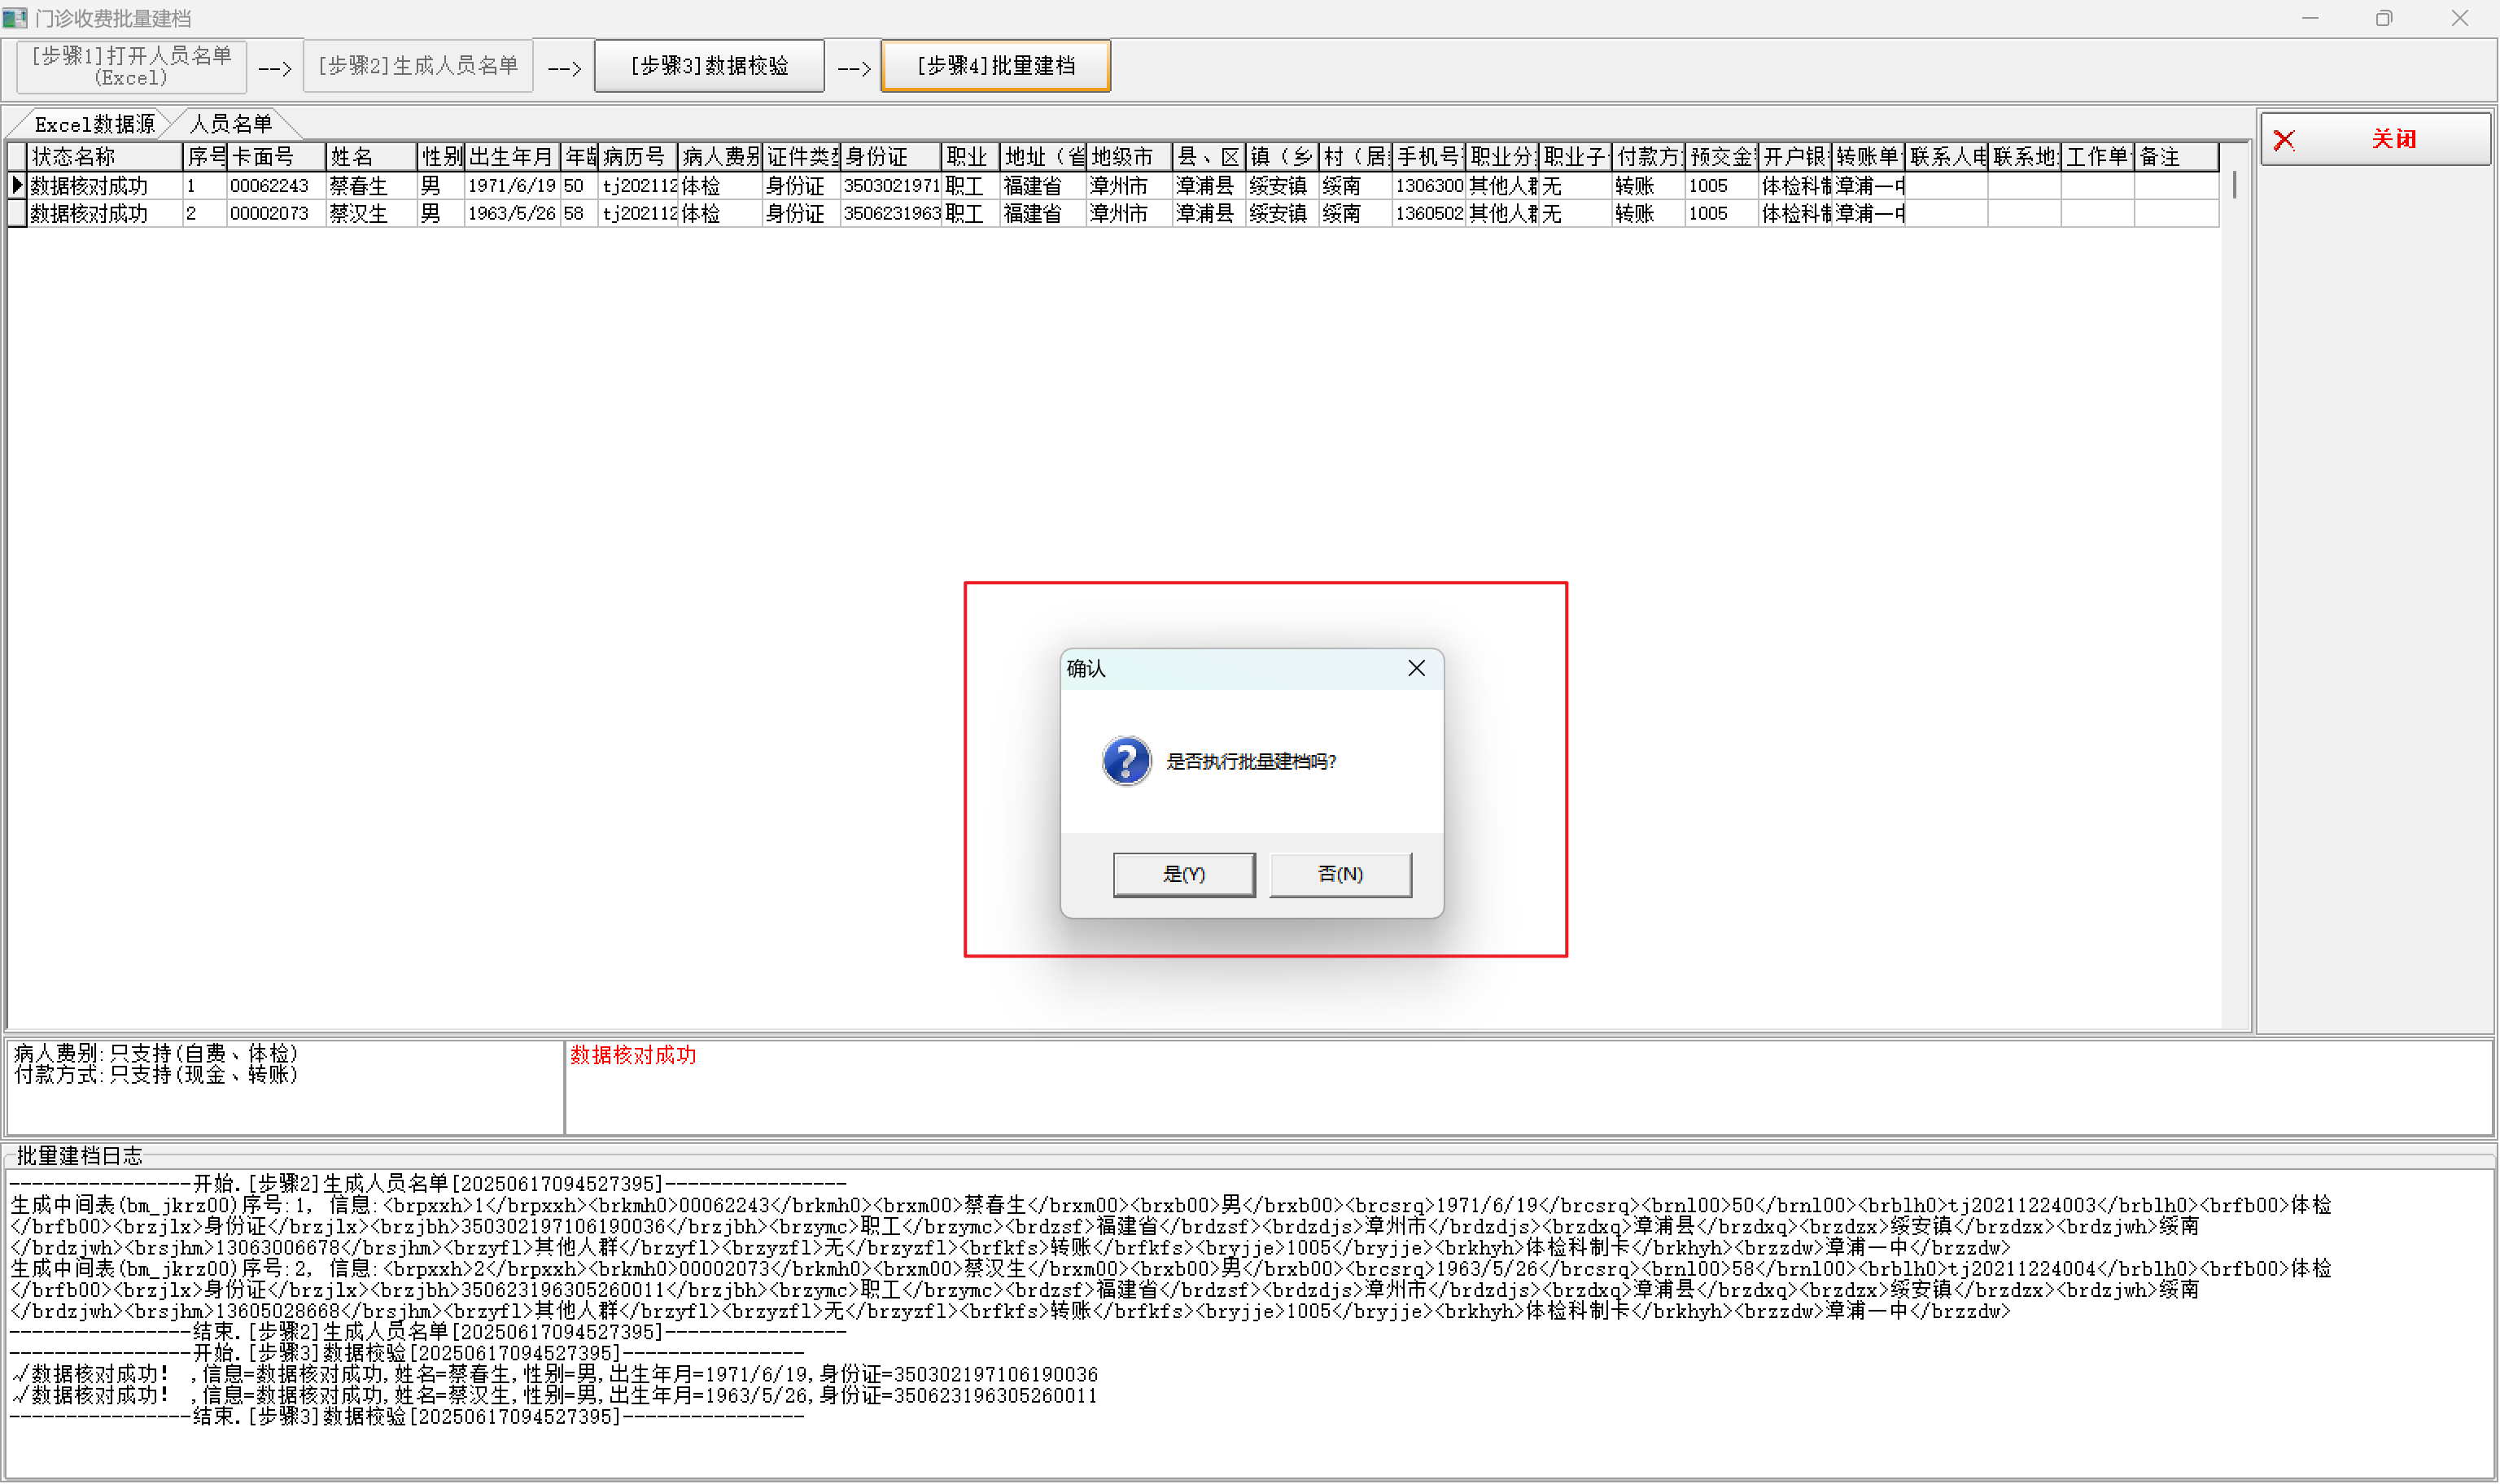 门诊收费批量建档
[步骤1]打开人员名单
(Excel)
-->
[步骤2]生成人员名单
-->
[步骤3]数据校验
-->
[步骤4]批量建档
Excel数据源 人员名单
关闭
状态名称 序号 卡面号 姓名 性别 出生年月 年龄 病历号 病人费别 证件类型 身份证 职业 地址（省 地级市 县、区 镇（乡 村（居 手机号 职业分 职业子 付款方 预交金 开户银 转账单 联系人电 联系地 工作单 备注
数据核对成功 1 00062243 蔡春生 男 1971/6/19 50 tj202112 体检 身份证 3503021971 职工 福建省 漳州市 漳浦县 绥安镇 绥南 1306300 其他人群 无 转账 1005 体检科制 漳浦一中
数据核对成功 2 00002073 蔡汉生 男 1963/5/26 58 tj202112 体检 身份证 3506231963 职工 福建省 漳州市 漳浦县 绥安镇 绥南 1360502 其他人群 无 转账 1005 体检科制 漳浦一中
确认
是否执行批量建档吗?
是(Y) 否(N)
病人费别:只支持(自费、体检)
付款方式:只支持(现金、转账)
数据核对成功
批量建档日志
----------------开始.[步骤2]生成人员名单[20250617094527395]----------------
生成中间表(bm_jkrz00)序号:1, 信息:<brpxxh>1</brpxxh><brkmh0>00062243</brkmh0><brxm00>蔡春生</brxm00><brxb00>男</brxb00><brcsrq>1971/6/19</brcsrq><brnl00>50</brnl00><brblh0>tj20211224003</brblh0><brfb00>体检
</brfb00><brzjlx>身份证</brzjlx><brzjbh>350302197106190036</brzjbh><brzymc>职工</brzymc><brdzsf>福建省</brdzsf><brdzdjs>漳州市</brdzdjs><brzdxq>漳浦县</brzdxq><brzdzx>绥安镇</brzdzx><brdzjwh>绥南
</brdzjwh><brsjhm>13063006678</brsjhm><brzyfl>其他人群</brzyfl><brzyzfl>无</brzyzfl><brfkfs>转账</brfkfs><bryjje>1005</bryjje><brkhyh>体检科制卡</brkhyh><brzzdw>漳浦一中</brzzdw>
生成中间表(bm_jkrz00)序号:2, 信息:<brpxxh>2</brpxxh><brkmh0>00002073</brkmh0><brxm00>蔡汉生</brxm00><brxb00>男</brxb00><brcsrq>1963/5/26</brcsrq><brnl00>58</brnl00><brblh0>tj20211224004</brblh0><brfb00>体检
</brfb00><brzjlx>身份证</brzjlx><brzjbh>350623196305260011</brzjbh><brzymc>职工</brzymc><brdzsf>福建省</brdzsf><brdzdjs>漳州市</brdzdjs><brzdxq>漳浦县</brzdxq><brzdzx>绥安镇</brzdzx><brdzjwh>绥南
</brdzjwh><brsjhm>13605028668</brsjhm><brzyfl>其他人群</brzyfl><brzyzfl>无</brzyzfl><brfkfs>转账</brfkfs><bryjje>1005</bryjje><brkhyh>体检科制卡</brkhyh><brzzdw>漳浦一中</brzzdw>
----------------结束.[步骤2]生成人员名单[20250617094527395]----------------
----------------开始.[步骤3]数据校验[20250617094527395]----------------
√数据核对成功！ ,信息=数据核对成功,姓名=蔡春生,性别=男,出生年月=1971/6/19,身份证=350302197106190036
√数据核对成功！ ,信息=数据核对成功,姓名=蔡汉生,性别=男,出生年月=1963/5/26,身份证=350623196305260011
----------------结束.[步骤3]数据校验[20250617094527395]----------------